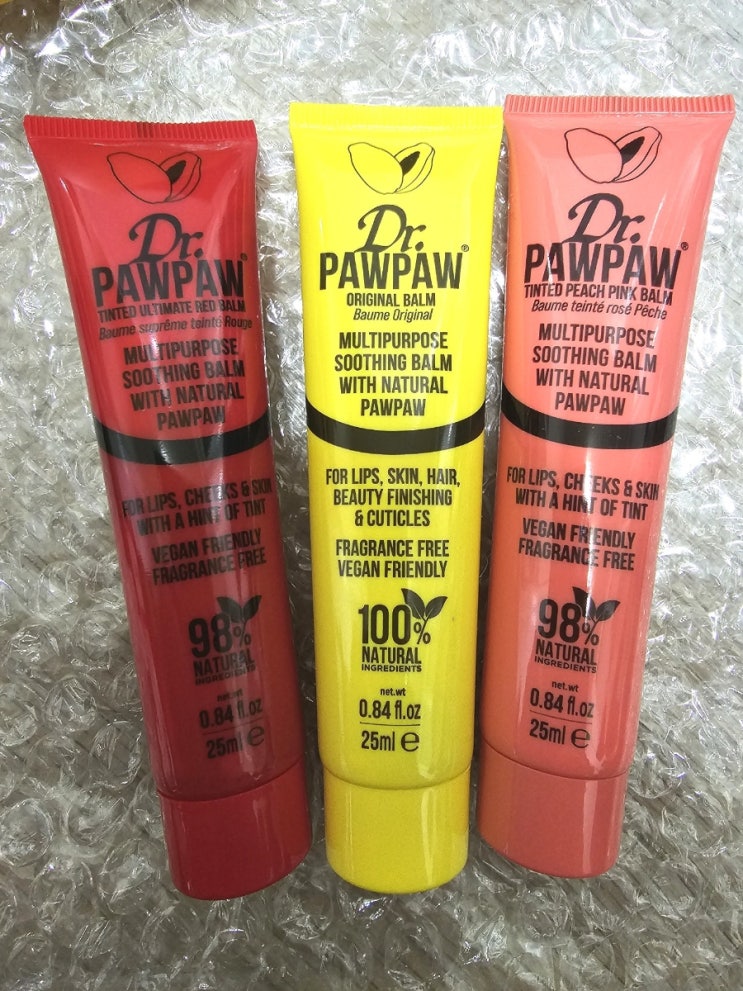 Dr.
PAWPAW®
TINTED ULTIMATE RED BALM
Baume suprême teinté Rouge
MULTIPURPOSE
SOOTHING BALM
WITH NATURAL
PAWPAW
FOR LIPS, CHEEKS & SKIN
WITH A HINT OF TINT
VEGAN FRIENDLY
FRAGRANCE FREE
98%
NATURAL
INGREDIENTS
net.wt
0.84 fl.oz
25ml e
Dr.
PAWPAW®
ORIGINAL BALM
Baume Original
MULTIPURPOSE
SOOTHING BALM
WITH NATURAL
PAWPAW
FOR LIPS, SKIN, HAIR,
BEAUTY FINISHING
& CUTICLES
FRAGRANCE FREE
VEGAN FRIENDLY
100%
NATURAL
INGREDIENTS
net.wt
0.84 fl.oz
25ml e
Dr.
PAWPAW®
TINTED PEACH PINK BALM
Baume teinté rosé Pêche
MULTIPURPOSE
SOOTHING BALM
WITH NATURAL
PAWPAW
FOR LIPS, CHEEKS & SKIN
WITH A HINT OF TINT
VEGAN FRIENDLY
FRAGRANCE FREE
98%
NATURAL
INGREDIENTS
net.wt
0.84 fl.oz
25ml e